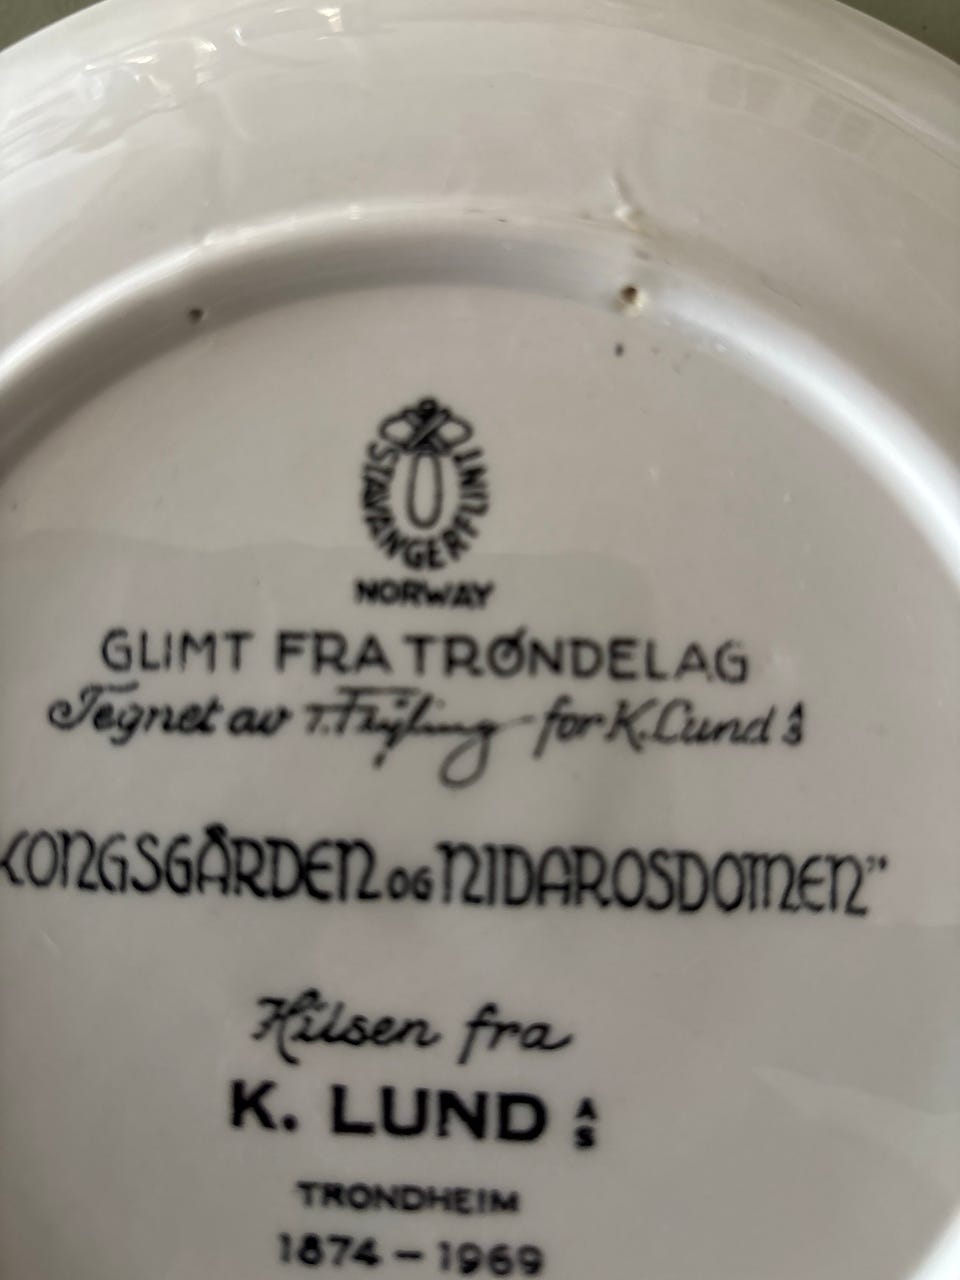 STAVANGERFLINT
NORWAY
GLIMT FRA TRØNDELAG
Tegnet av T. for K. Lund A/S
KONGSGÅRDEN OG NIDAROSDOMEN"
Hilsen fra
K. LUND A/S
TRONDHEIM
1874 – 1969